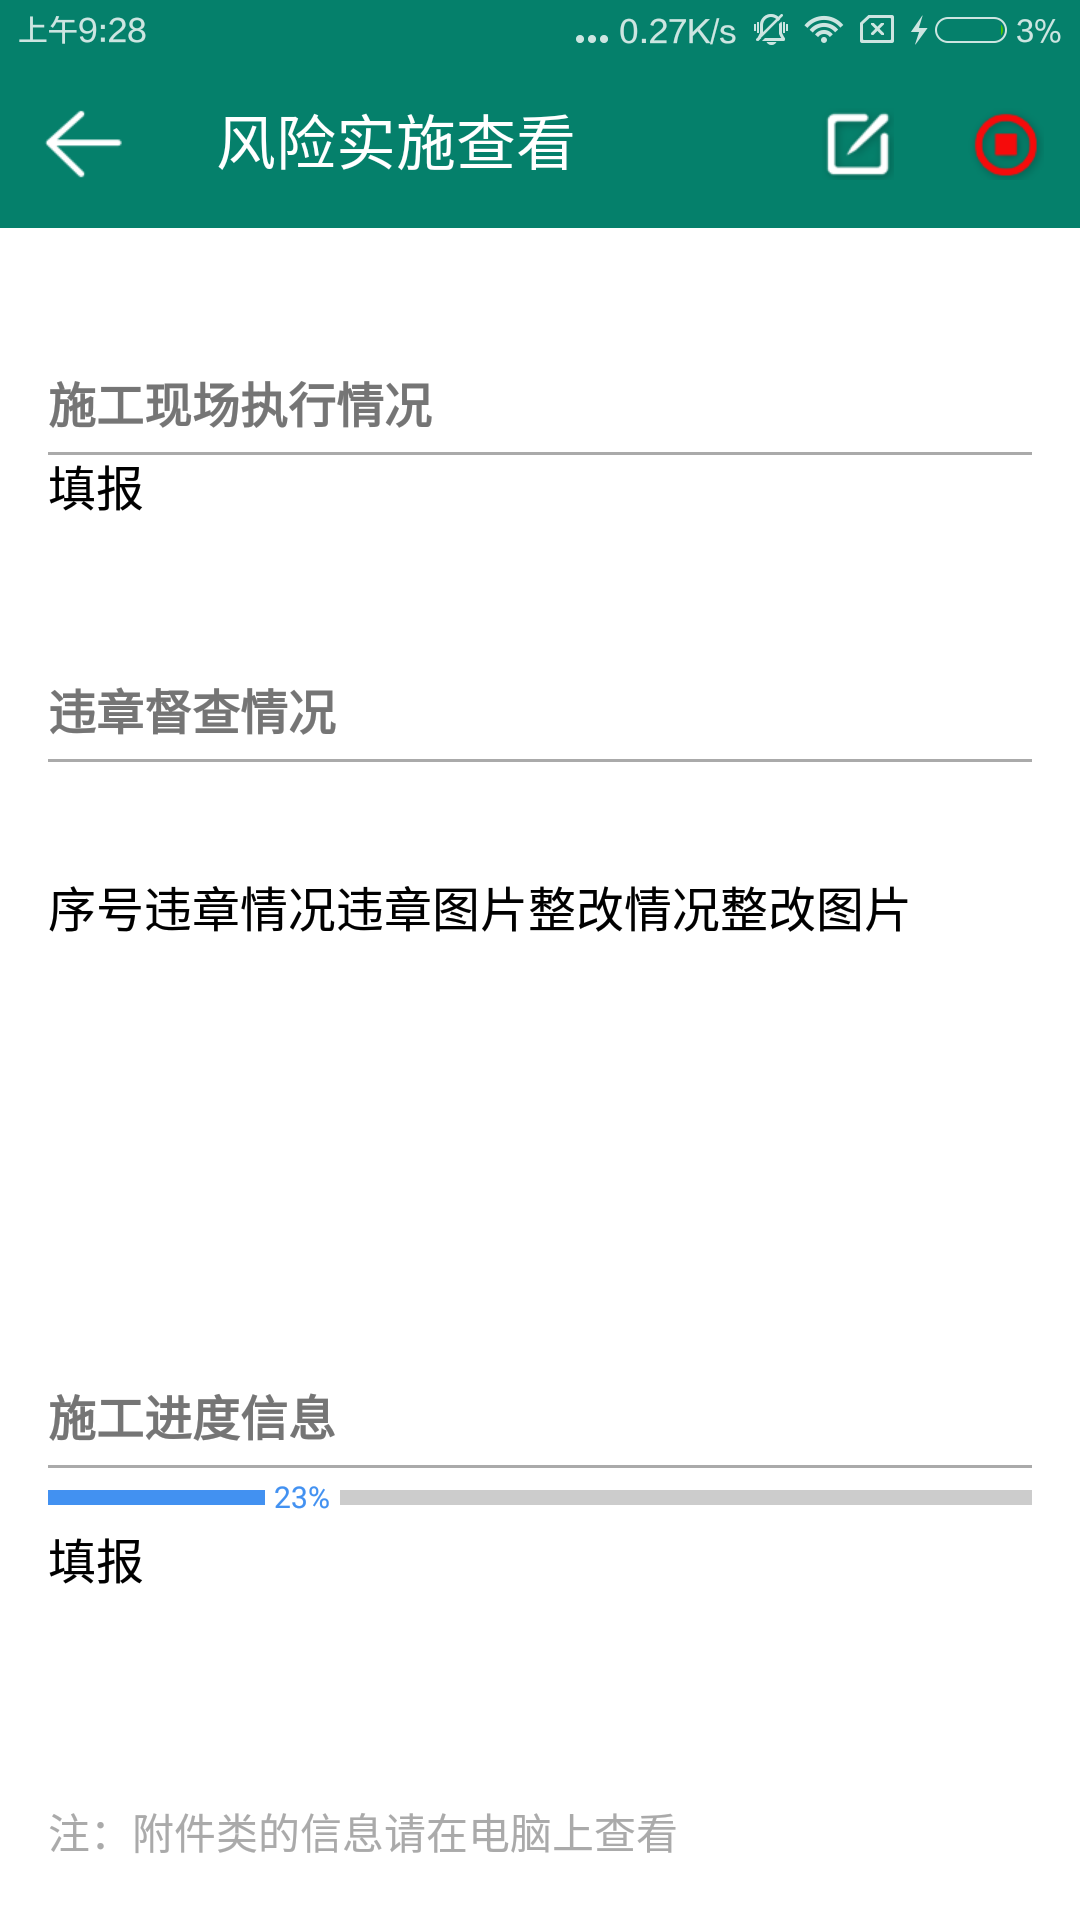 上午9:28
... 0.27K/s 3%
风险实施查看
施工现场执行情况
填报
违章督查情况
序号违章情况违章图片整改情况整改图片
施工进度信息
23%
填报
注：附件类的信息请在电脑上查看